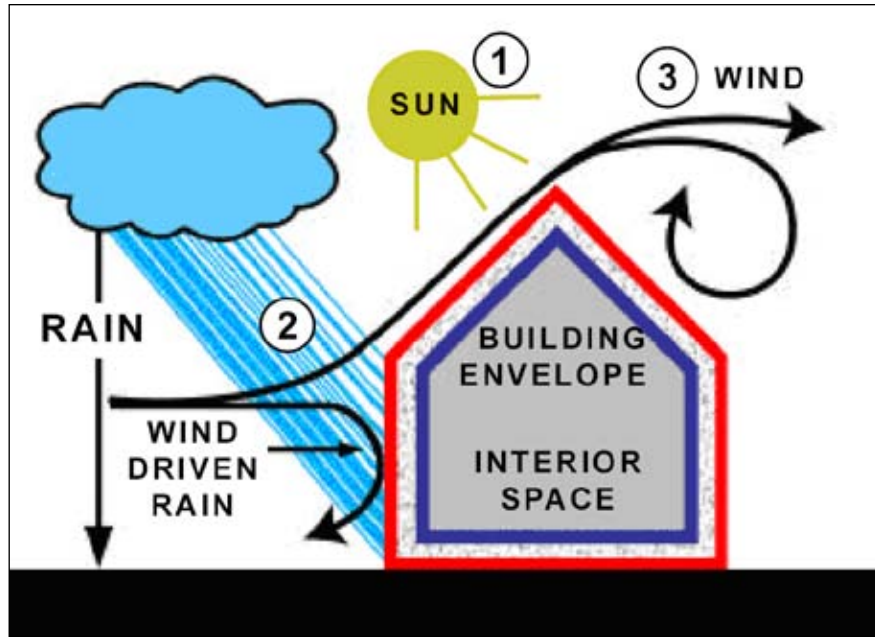 1
SUN
3 WIND
RAIN
2
WIND
DRIVEN
RAIN
BUILDING
ENVELOPE
INTERIOR
SPACE